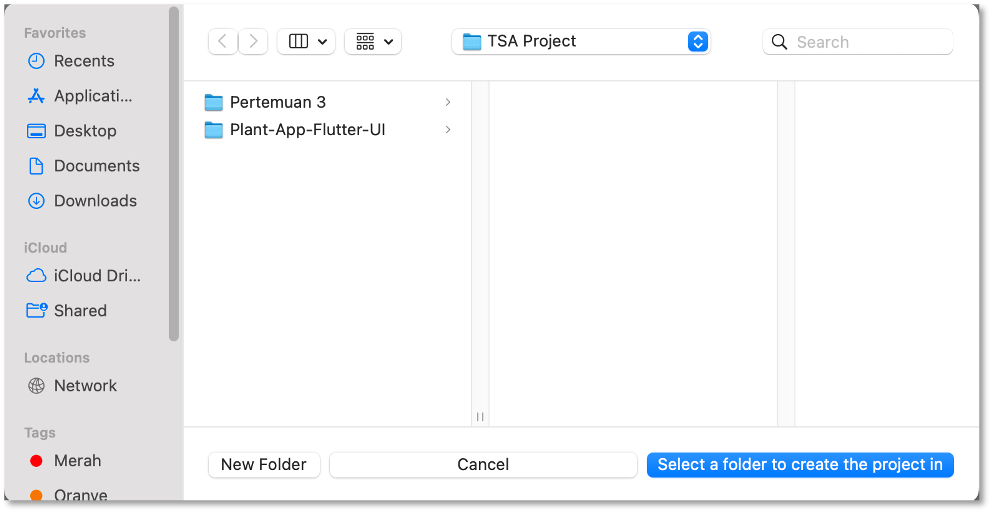 Favorites
Recents
Applicati...
Desktop
Documents
Downloads
iCloud
iCloud Dri...
Shared
Locations
Network
Tags
Merah
Oranye
TSA Project
Search
Pertemuan 3
Plant-App-Flutter-UI
New Folder
Cancel
Select a folder to create the project in